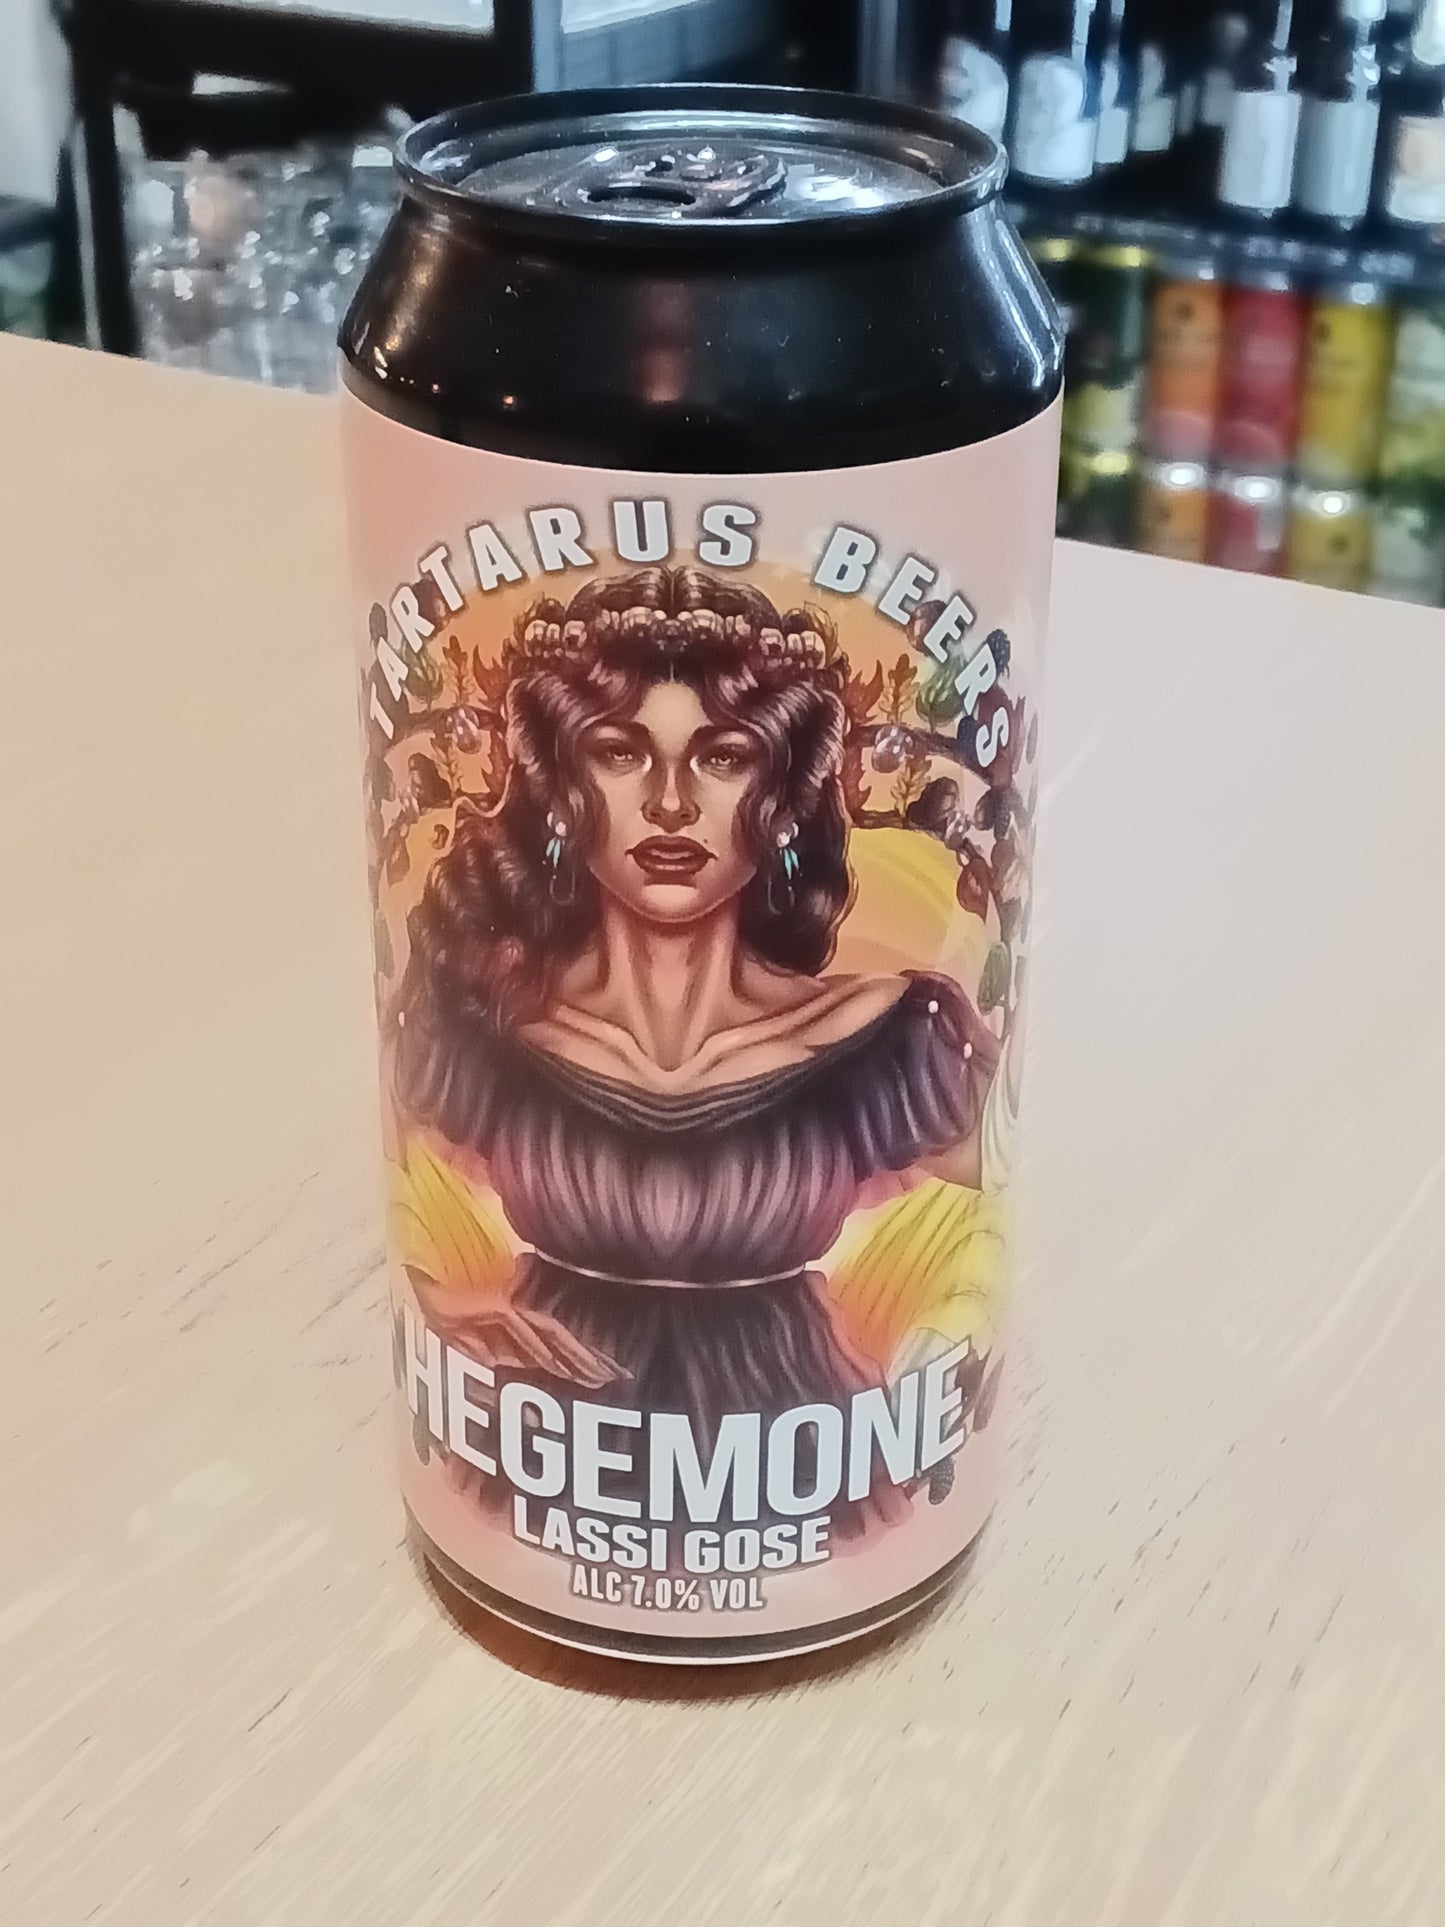 TARTARUS BEERS
HEGEMONE
LASSI GOSE
ALC 7.0% VOL